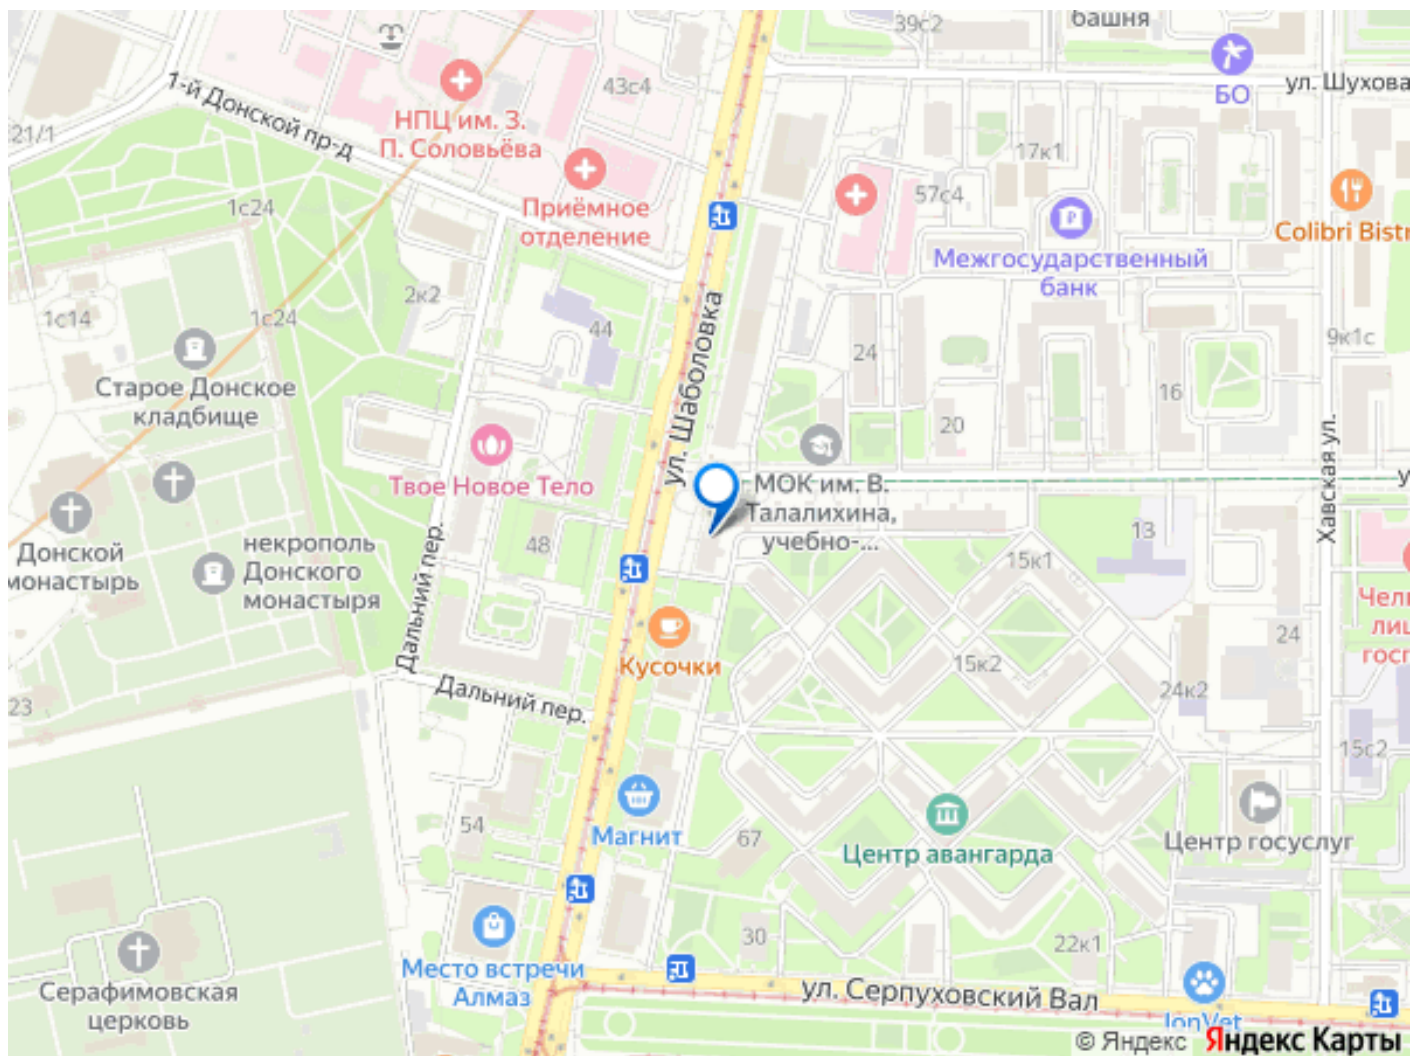 39с2
башня
БО
ул. Шухова
1-й Донской пр-д
21/1
НПЦ им. З.
П. Соловьёва
43с4
17к1
57с4
Приёмное
отделение
1с24
Colibri Bistr
Межгосударственный
банк
2к2
1с14
1с24
44
ул. Шаболовка
24
9к1с
16
Старое Донское
кладбище
20
Твое Новое Тело
МОК им. В.
Талалихина,
учебно-...
Хавская ул.
13
Донской
монастырь
некрополь
Донского
монастыря
48
15к1
Дальний пер.
Кусочки
15к2
24
24к2
Дальний пер.
23
15с2
Магнит
54
67
Центр авангарда
Центр госуслуг
30
22к1
Место встречи
Алмаз
Серафимовская
церковь
ул. Серпуховский Вал
IonVet
© Яндекс Яндекс Карты